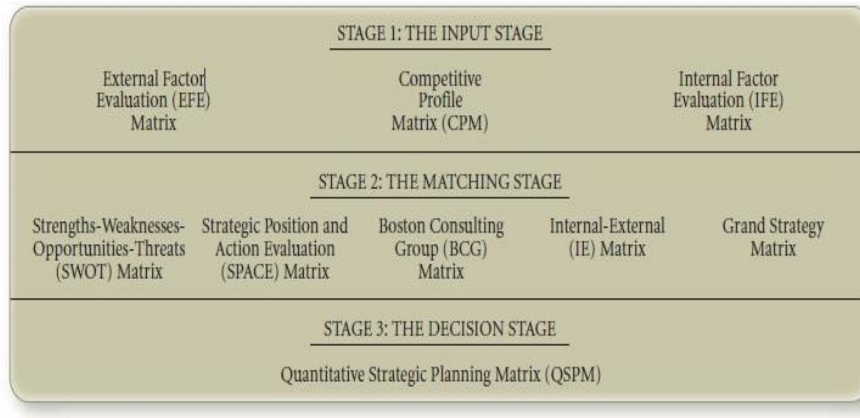 STAGE 1: THE INPUT STAGE
External Factor
Evaluation (EFE)
Matrix
Competitive
Profile
Matrix (CPM)
Internal Factor
Evaluation (IFE)
Matrix
STAGE 2: THE MATCHING STAGE
Strengths-Weaknesses-
Opportunities-Threats
(SWOT) Matrix
Strategic Position and
Action Evaluation
(SPACE) Matrix
Boston Consulting
Group (BCG)
Matrix
Internal-External
(IE) Matrix
Grand Strategy
Matrix
STAGE 3: THE DECISION STAGE
Quantitative Strategic Planning Matrix (QSPM)